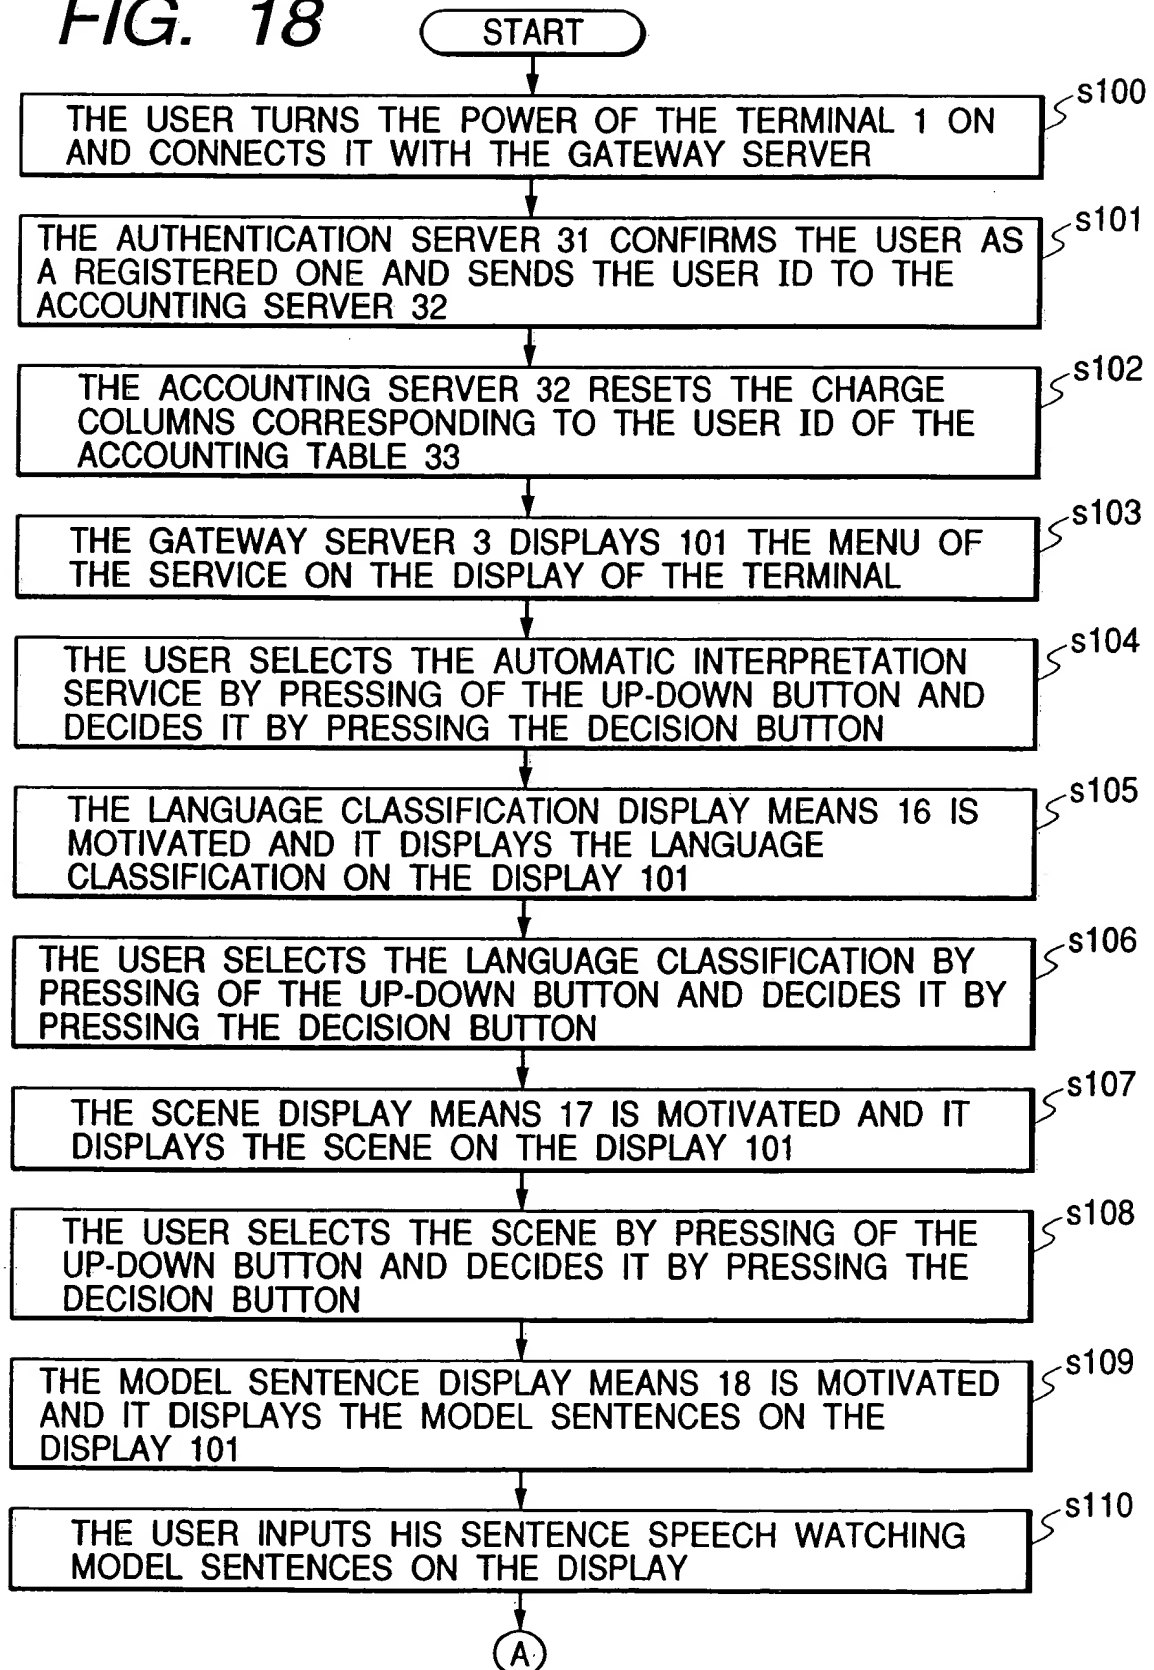 FIG. 18
START
s100
THE USER TURNS THE POWER OF THE TERMINAL 1 ON
AND CONNECTS IT WITH THE GATEWAY SERVER
s101
THE AUTHENTICATION SERVER 31 CONFIRMS THE USER AS
A REGISTERED ONE AND SENDS THE USER ID TO THE
ACCOUNTING SERVER 32
s102
THE ACCOUNTING SERVER 32 RESETS THE CHARGE
COLUMNS CORRESPONDING TO THE USER ID OF THE
ACCOUNTING TABLE 33
s103
THE GATEWAY SERVER 3 DISPLAYS 101 THE MENU OF
THE SERVICE ON THE DISPLAY OF THE TERMINAL
s104
THE USER SELECTS THE AUTOMATIC INTERPRETATION
SERVICE BY PRESSING OF THE UP-DOWN BUTTON AND
DECIDES IT BY PRESSING THE DECISION BUTTON
s105
THE LANGUAGE CLASSIFICATION DISPLAY MEANS 16 IS
MOTIVATED AND IT DISPLAYS THE LANGUAGE
CLASSIFICATION ON THE DISPLAY 101
s106
THE USER SELECTS THE LANGUAGE CLASSIFICATION BY
PRESSING OF THE UP-DOWN BUTTON AND DECIDES IT BY
PRESSING THE DECISION BUTTON
s107
THE SCENE DISPLAY MEANS 17 IS MOTIVATED AND IT
DISPLAYS THE SCENE ON THE DISPLAY 101
s108
THE USER SELECTS THE SCENE BY PRESSING OF THE
UP-DOWN BUTTON AND DECIDES IT BY PRESSING THE
DECISION BUTTON
s109
THE MODEL SENTENCE DISPLAY MEANS 18 IS MOTIVATED
AND IT DISPLAYS THE MODEL SENTENCES ON THE
DISPLAY 101
s110
THE USER INPUTS HIS SENTENCE SPEECH WATCHING
MODEL SENTENCES ON THE DISPLAY
A